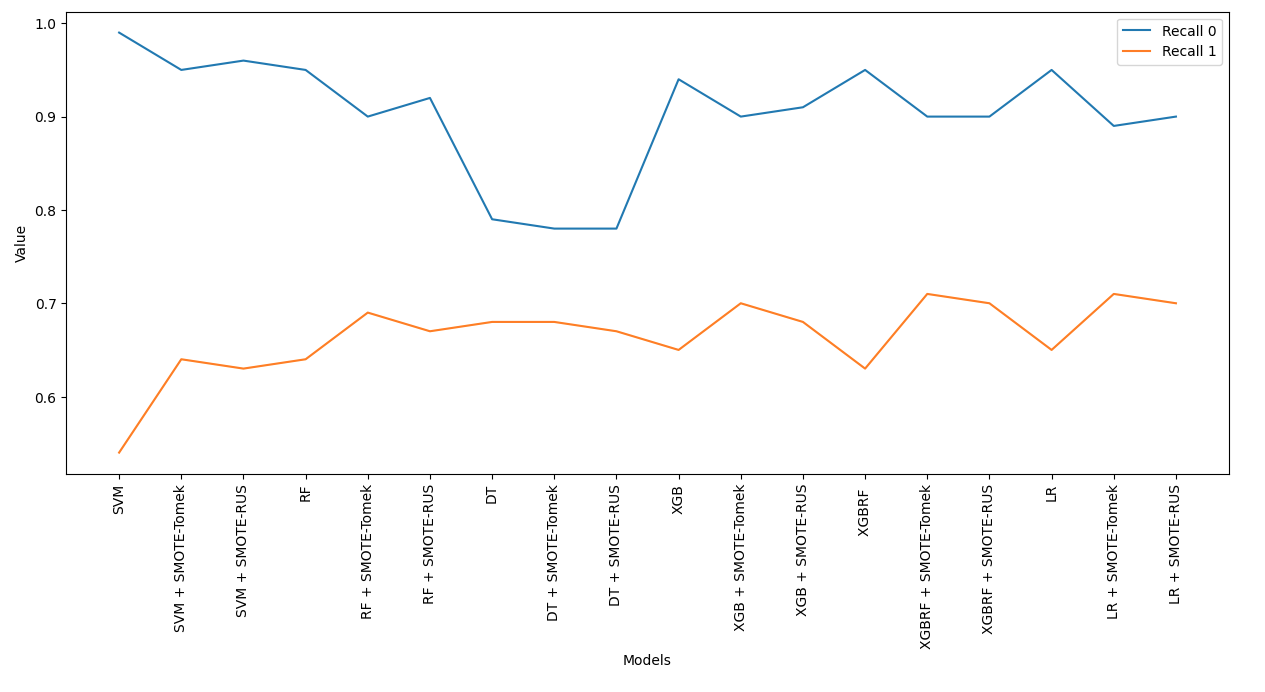 1.0
0.9
0.8
0.7
0.6
Value
Recall 0
Recall 1
SVM
SVM + SMOTE-Tomek
SVM + SMOTE-RUS
RF
RF + SMOTE-Tomek
RF + SMOTE-RUS
DT
DT + SMOTE-Tomek
DT + SMOTE-RUS
XGB
XGB + SMOTE-Tomek
XGB + SMOTE-RUS
XGBRF
XGBRF + SMOTE-Tomek
XGBRF + SMOTE-RUS
LR
LR + SMOTE-Tomek
LR + SMOTE-RUS
Models